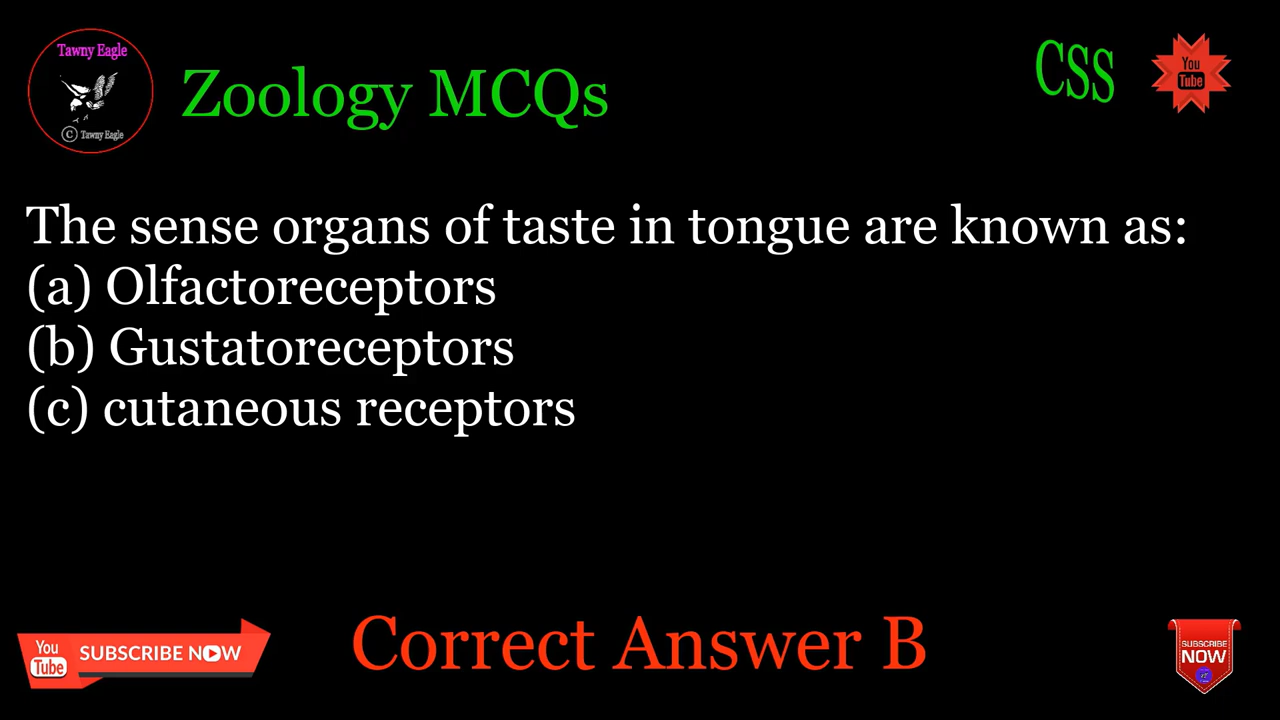 Tawny Eagle
© Tawny Eagle
Zoology MCQs
CSS
You
Tube
The sense organs of taste in tongue are known as:
(a) Olfactoreceptors
(b) Gustatoreceptors
(c) cutaneous receptors
You
Tube
SUBSCRIBE NOW
Correct Answer B
SUBSCRIBE
NOW